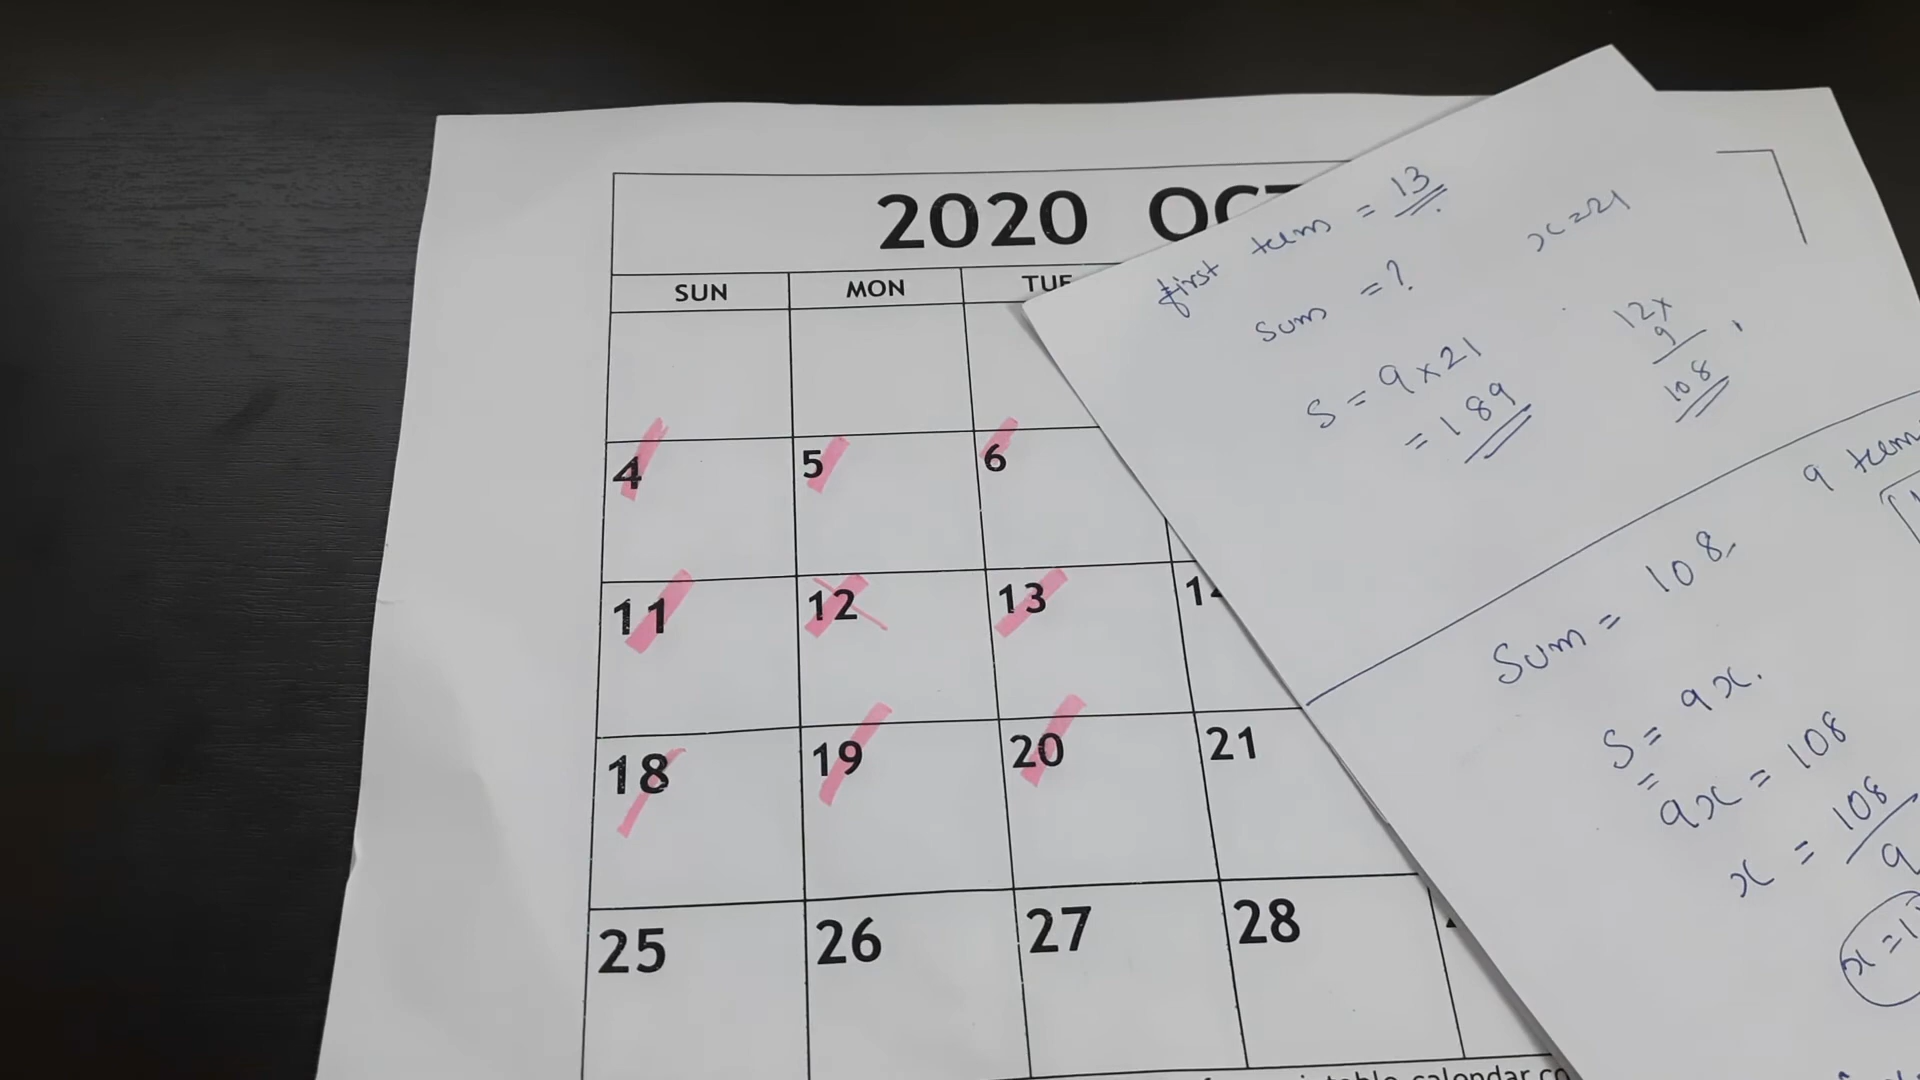 2020 OCT
SUN MON TUE
4 5 6
11 12 13
18 19 20 21
25 26 27 28
first term = 13
x=21
Sum = ?
S = 9×21
= 189
12×
9
108
9 term
Sum = 108
S = 9x.
9x = 108
x = 108
9